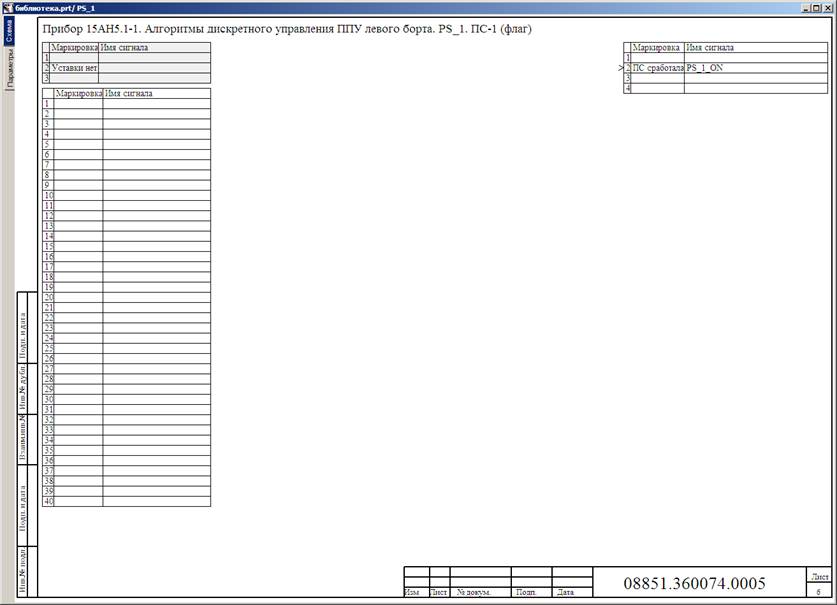 библиотека.prt/ PS_1
Схема
Параметры
Прибор 15АН5.1-1. Алгоритмы дискретного управления ППУ левого борта. PS_1. ПС-1 (флаг)
Маркировка Имя сигнала
1
2 Уставки нет
3
Маркировка Имя сигнала
1
2 ПС сработала PS_1_ON
3
4
Маркировка Имя сигнала
1
2
3
4
5
6
7
8
9
10
11
12
13
14
15
16
17
18
19
20
21
22
23
24
25
26
27
28
29
30
31
32
33
34
35
36
37
38
39
40
Подп. и дата
Инв.№ дубл.
Взам.инв.№
Подп. и дата
Инв.№ подл.
Изм Лист № докум. Подп. Дата
08851.360074.0005
Лист
6